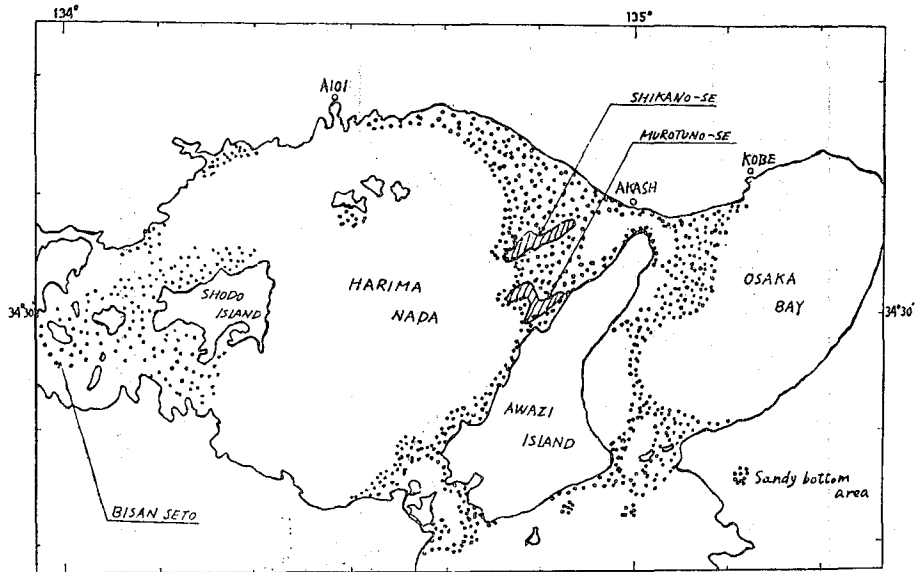 134°
135°
AIOI
SHIKANO-SE
MUROTUNO-SE
KOBE
AKASH
HARIMA
NADA
SHODO
ISLAND
OSAKA
BAY
34°30'
34°30'
AWAZI
ISLAND
Sandy bottom
area
BISAN SETO